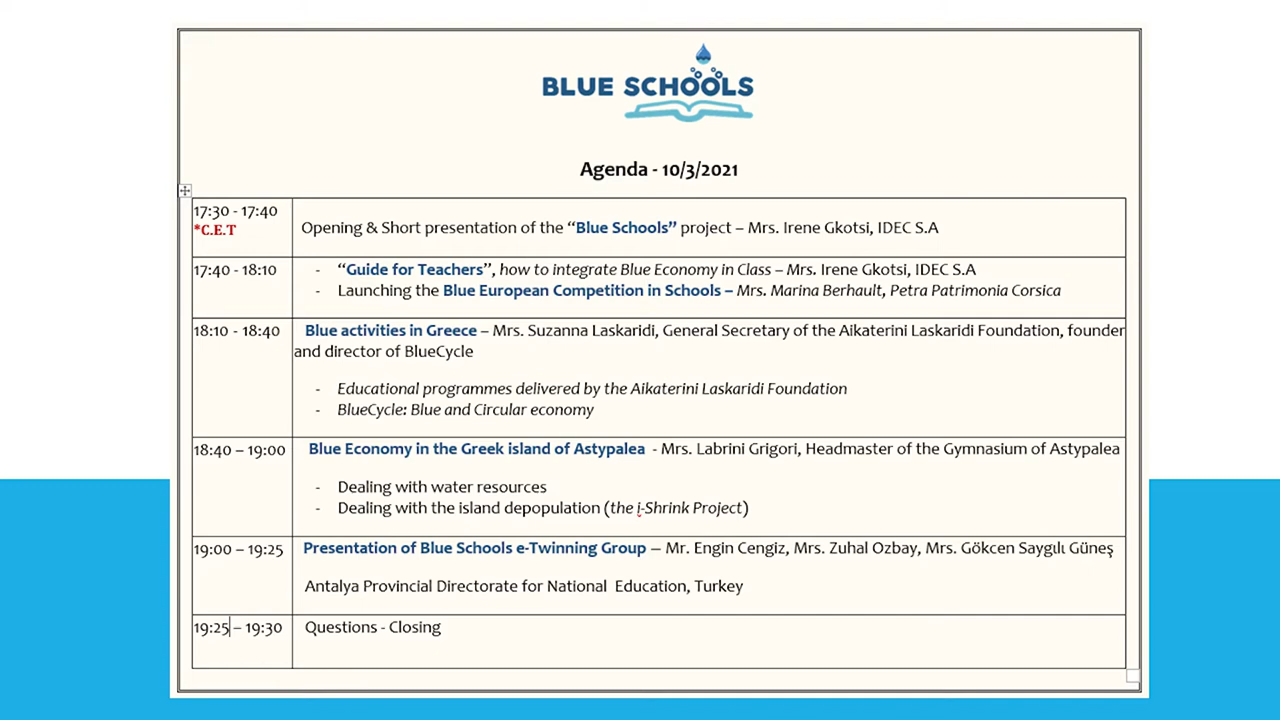 BLUE SCHOOLS
Agenda - 10/3/2021
17:30 - 17:40
*C.E.T
Opening & Short presentation of the “Blue Schools” project – Mrs. Irene Gkotsi, IDEC S.A
17:40 - 18:10
- “Guide for Teachers”, how to integrate Blue Economy in Class – Mrs. Irene Gkotsi, IDEC S.A
- Launching the Blue European Competition in Schools – Mrs. Marina Berhault, Petra Patrimonia Corsica
18:10 - 18:40
Blue activities in Greece – Mrs. Suzanna Laskaridi, General Secretary of the Aikaterini Laskaridi Foundation, founder
and director of BlueCycle
- Educational programmes delivered by the Aikaterini Laskaridi Foundation
- BlueCycle: Blue and Circular economy
18:40 – 19:00
Blue Economy in the Greek island of Astypalea - Mrs. Labrini Grigori, Headmaster of the Gymnasium of Astypalea
- Dealing with water resources
- Dealing with the island depopulation (the i-Shrink Project)
19:00 – 19:25
Presentation of Blue Schools e-Twinning Group – Mr. Engin Cengiz, Mrs. Zuhal Ozbay, Mrs. Gökcen Saygılı Güneş
Antalya Provincial Directorate for National Education, Turkey
19:25 – 19:30
Questions - Closing